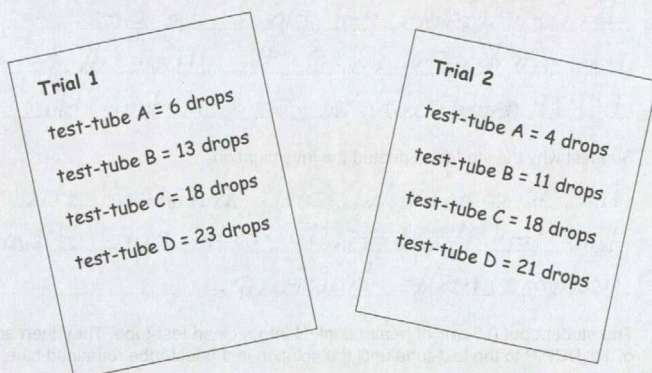 Trial 1
test-tube A = 6 drops
test-tube B = 13 drops
test-tube C = 18 drops
test-tube D = 23 drops
Trial 2
test-tube A = 4 drops
test-tube B = 11 drops
test-tube C = 18 drops
test-tube D = 21 drops